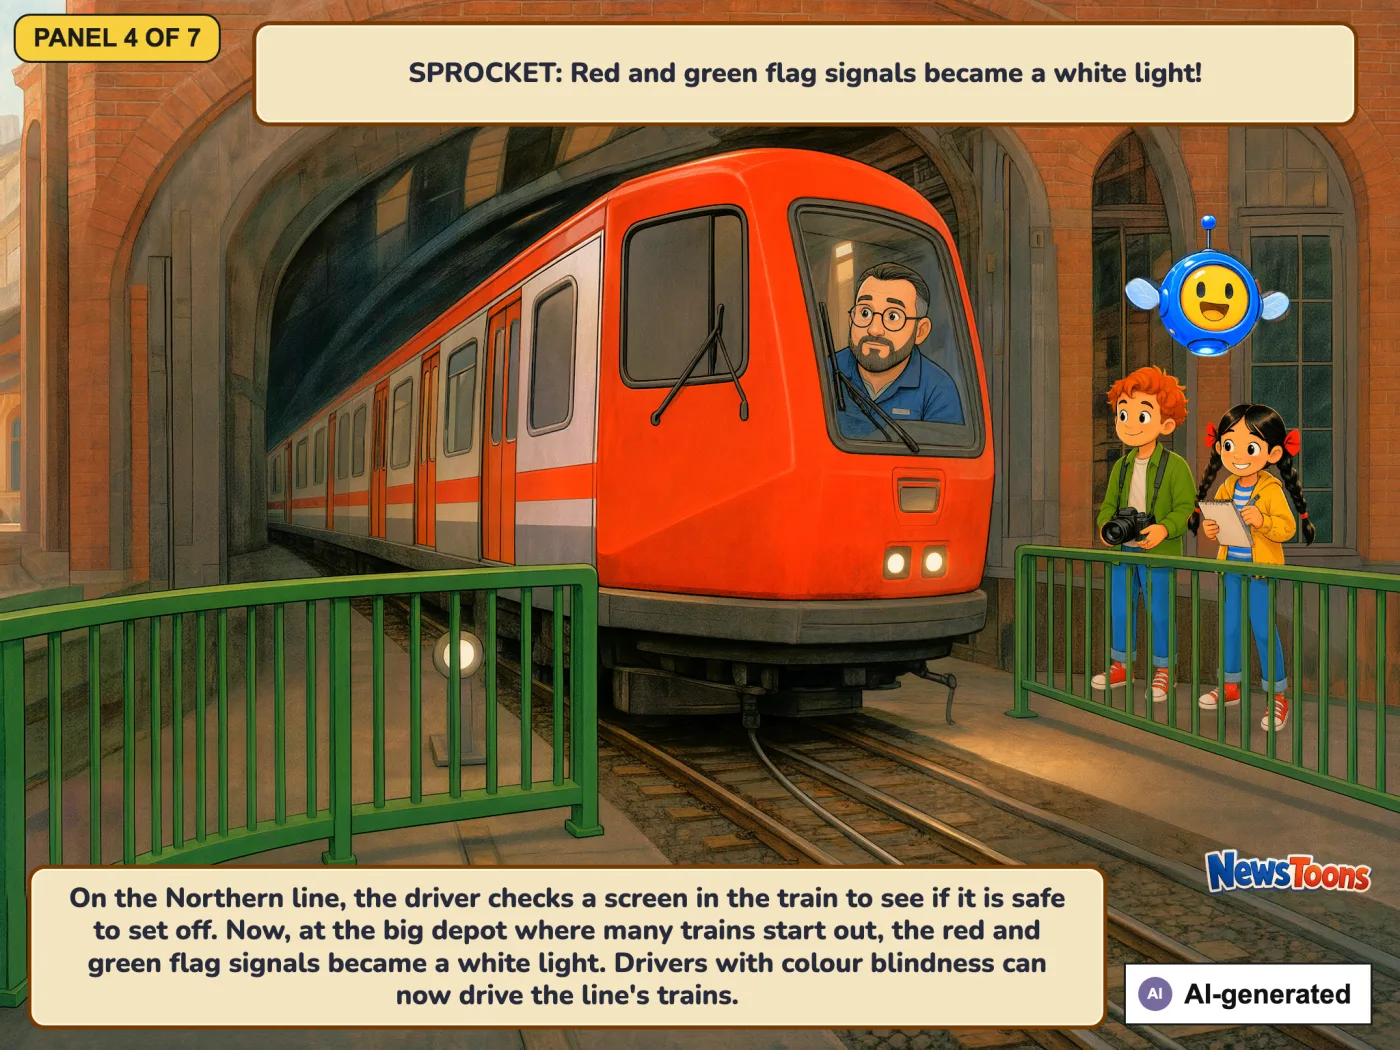 PANEL 4 OF 7
SPROCKET: Red and green flag signals became a white light!
On the Northern line, the driver checks a screen in the train to see if it is safe
to set off. Now, at the big depot where many trains start out, the red and
green flag signals became a white light. Drivers with colour blindness can
now drive the line's trains.
NEWSTOONS
AI AI-generated